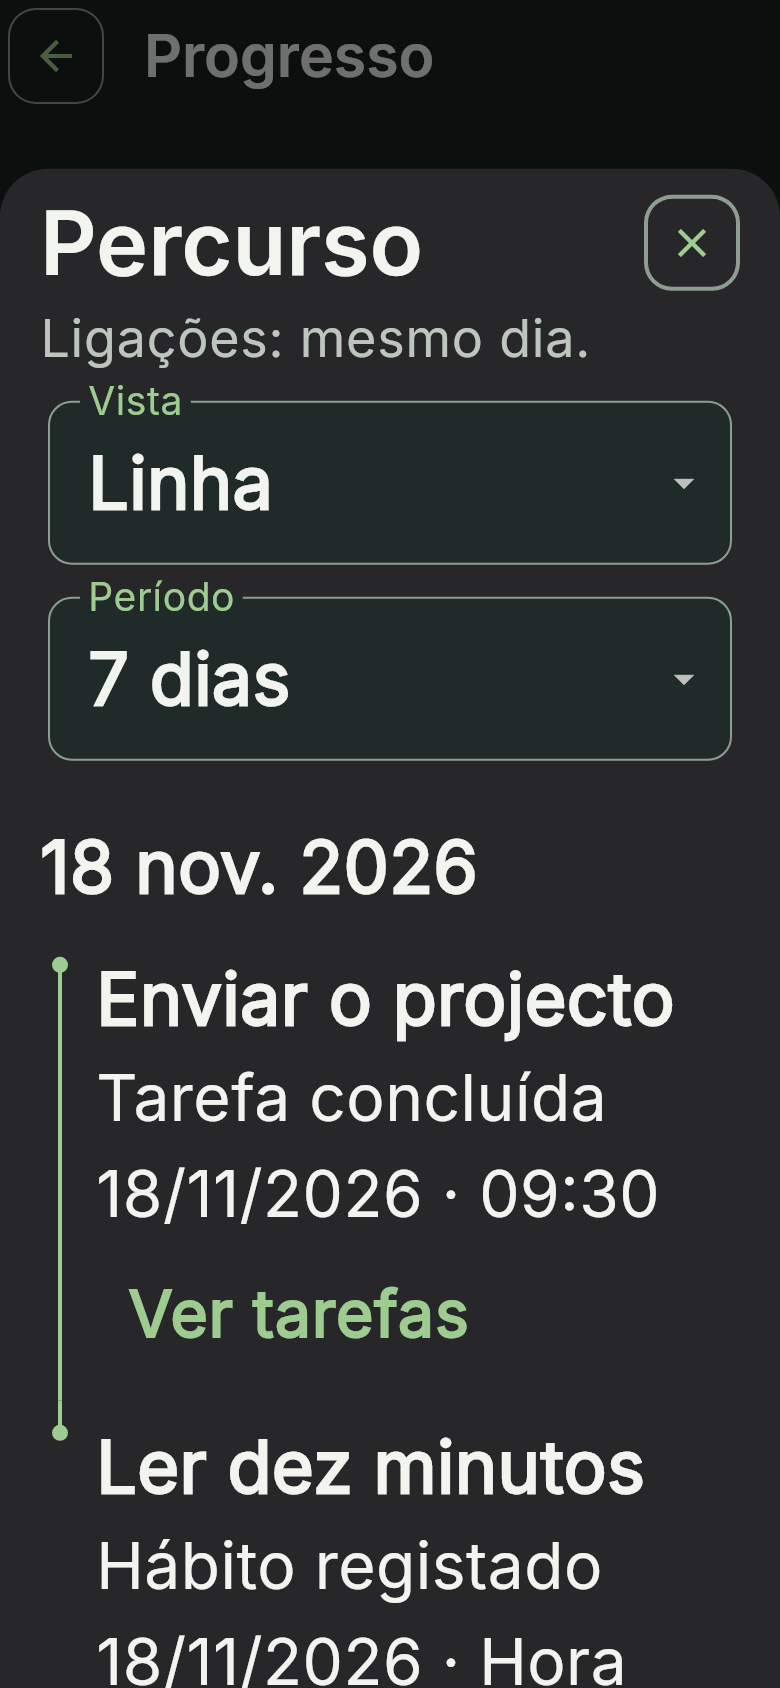 Progresso
Percurso
Ligações: mesmo dia.
Vista
Linha
Período
7 dias
18 nov. 2026
Enviar o projecto
Tarefa concluída
18/11/2026 · 09:30
Ver tarefas
Ler dez minutos
Hábito registado
18/11/2026 · Hora